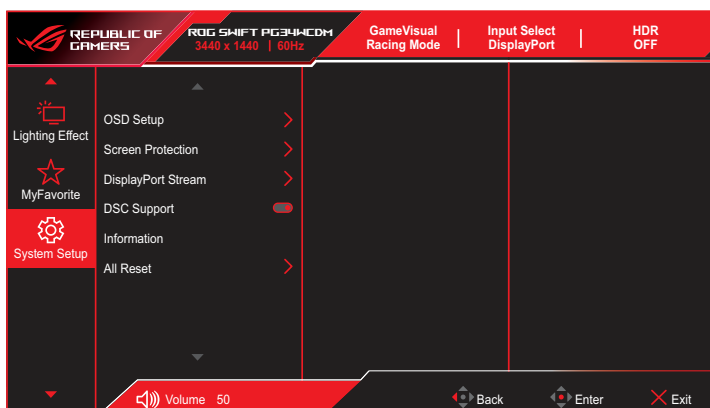 REPUBLIC OF
GAMERS
ROG SWIFT PG34WCDM
3440 x 1440 | 60Hz
GameVisual
Racing Mode
Input Select
DisplayPort
HDR
OFF
Lighting Effect
MyFavorite
System Setup
OSD Setup
Screen Protection
DisplayPort Stream
DSC Support
Information
All Reset
Volume 50
Back
Enter
Exit